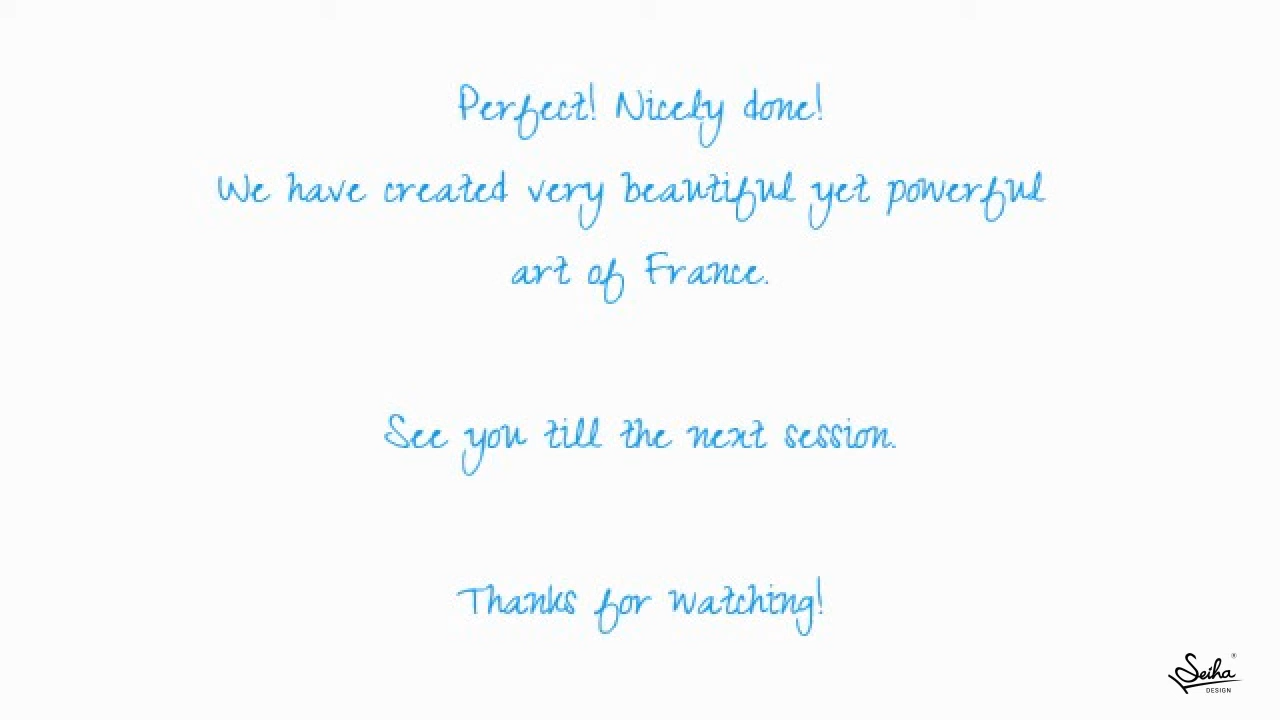 Perfect! Nicely done!
We have created very beautiful yet powerful
art of France.
See you till the next session.
Thanks for watching!
Seiha®
DESIGN